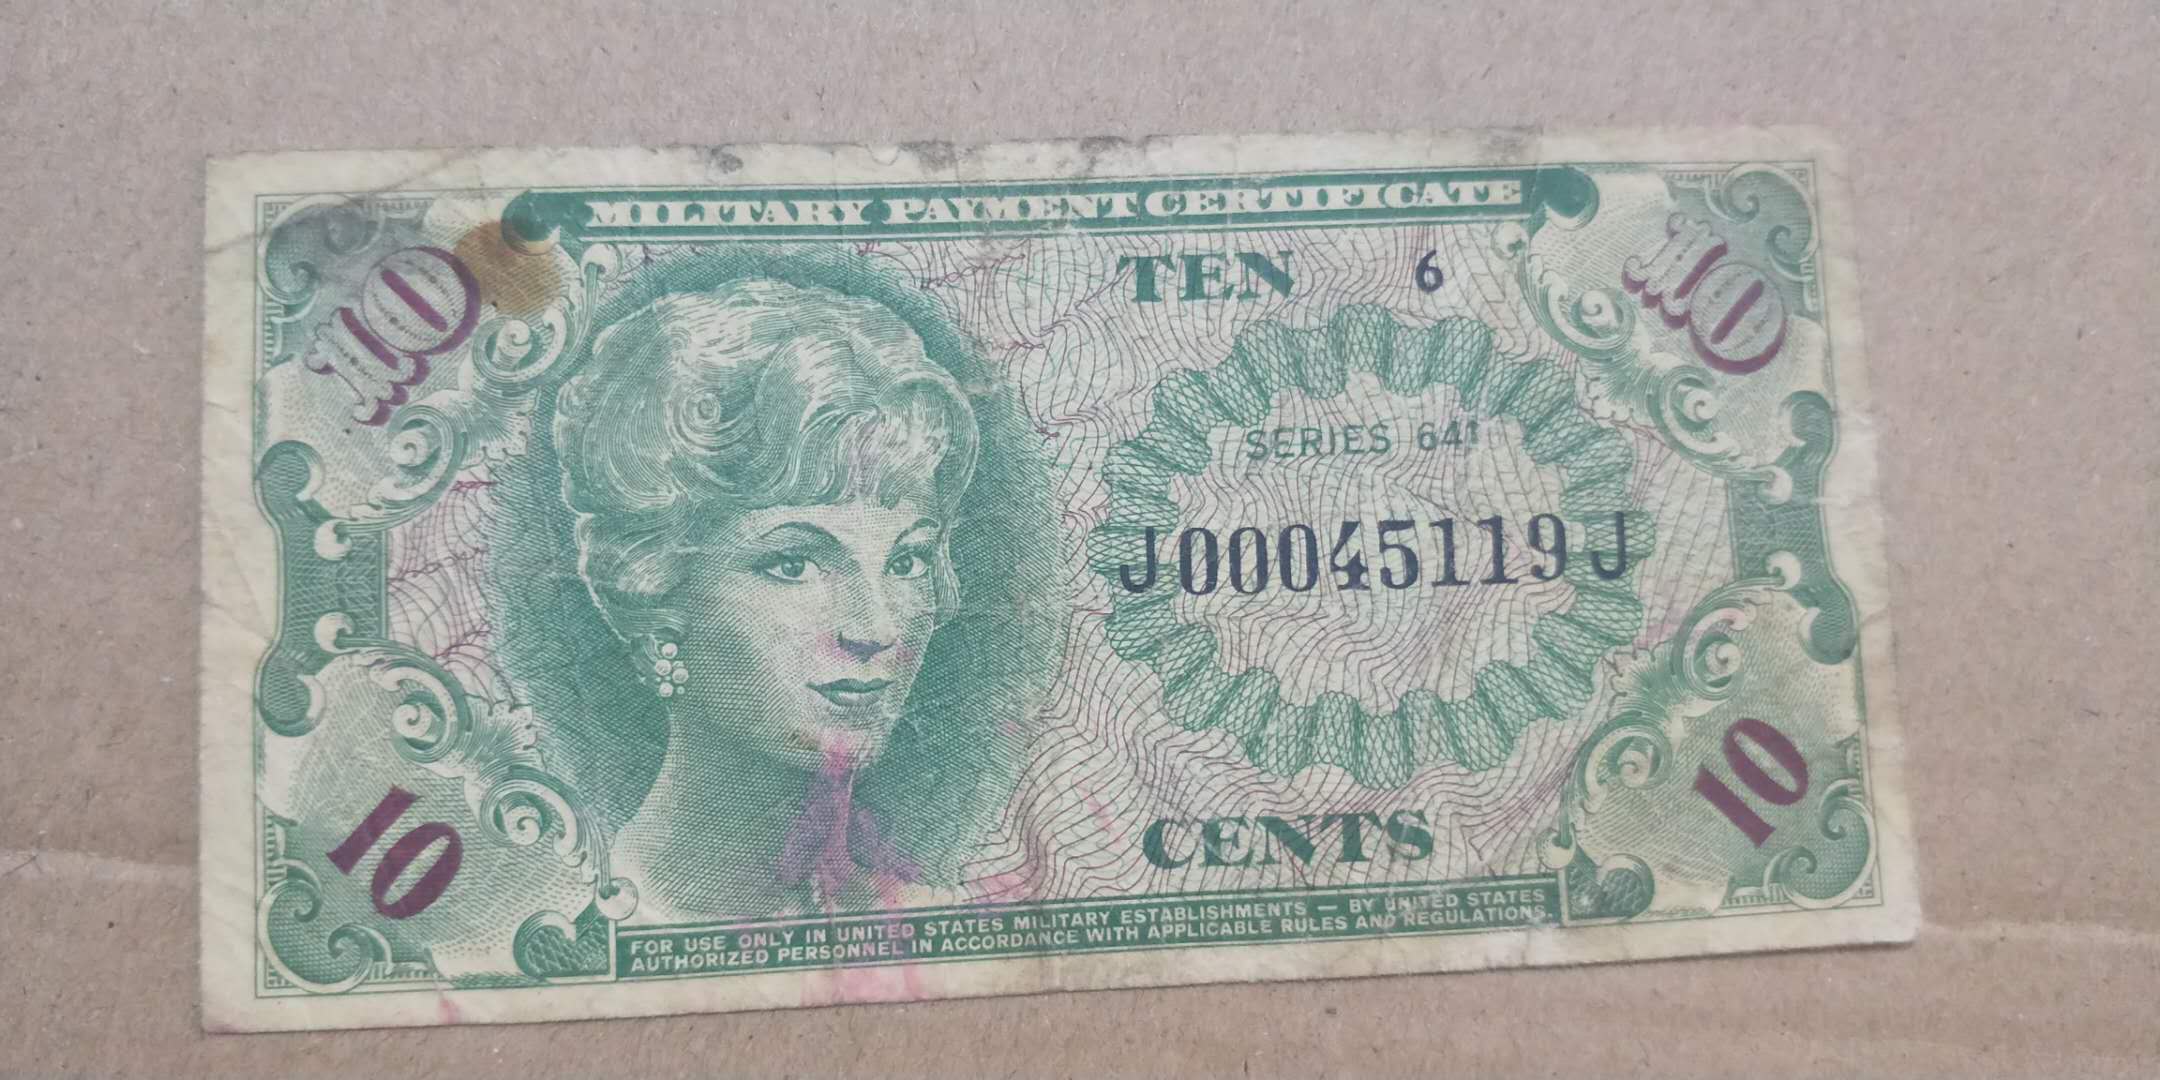 MILITARY PAYMENT CERTIFICATE
10
TEN 6
10
SERIES 641
J00045119J
10
CENTS
10
FOR USE ONLY IN UNITED STATES MILITARY ESTABLISHMENTS — BY UNITED STATES
AUTHORIZED PERSONNEL IN ACCORDANCE WITH APPLICABLE RULES AND REGULATIONS.